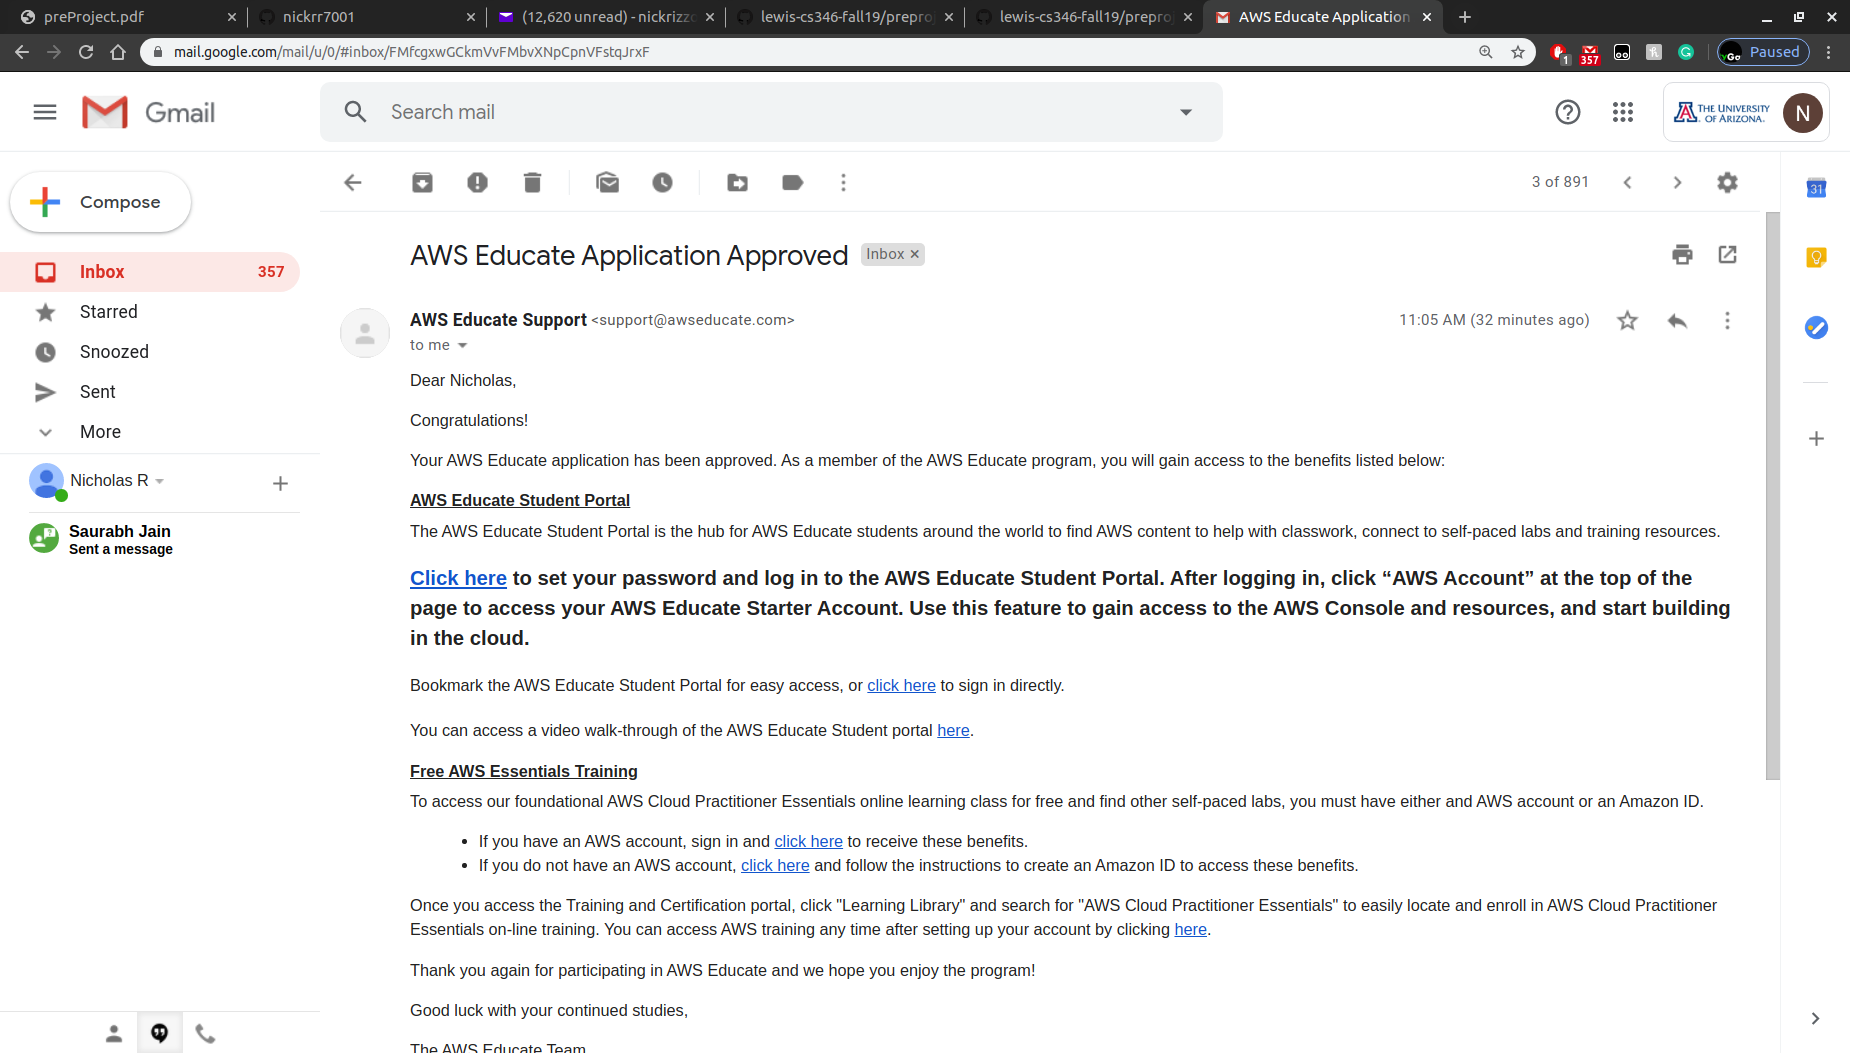 preProject.pdf
nickrr7001
(12,620 unread) - nickrizzo
lewis-cs346-fall19/prepro
lewis-cs346-fall19/preproj
AWS Educate Application
mail.google.com/mail/u/0/#inbox/FMfcgxwGCkmVvFMbvXNpCpnVFstqJrxF
1
357
yGo
Paused
Gmail
Search mail
THE UNIVERSITY
OF ARIZONA
N
Compose
3 of 891
31
Inbox 357
Starred
Snoozed
Sent
More
Nicholas R
Saurabh Jain
Sent a message
AWS Educate Application Approved
Inbox
AWS Educate Support <support@awseducate.com>
11:05 AM (32 minutes ago)
to me
Dear Nicholas,
Congratulations!
Your AWS Educate application has been approved. As a member of the AWS Educate program, you will gain access to the benefits listed below:
AWS Educate Student Portal
The AWS Educate Student Portal is the hub for AWS Educate students around the world to find AWS content to help with classwork, connect to self-paced labs and training resources.
Click here to set your password and log in to the AWS Educate Student Portal. After logging in, click “AWS Account” at the top of the
page to access your AWS Educate Starter Account. Use this feature to gain access to the AWS Console and resources, and start building
in the cloud.
Bookmark the AWS Educate Student Portal for easy access, or click here to sign in directly.
You can access a video walk-through of the AWS Educate Student portal here.
Free AWS Essentials Training
To access our foundational AWS Cloud Practitioner Essentials online learning class for free and find other self-paced labs, you must have either and AWS account or an Amazon ID.
• If you have an AWS account, sign in and click here to receive these benefits.
• If you do not have an AWS account, click here and follow the instructions to create an Amazon ID to access these benefits.
Once you access the Training and Certification portal, click "Learning Library" and search for "AWS Cloud Practitioner Essentials" to easily locate and enroll in AWS Cloud Practitioner
Essentials on-line training. You can access AWS training any time after setting up your account by clicking here.
Thank you again for participating in AWS Educate and we hope you enjoy the program!
Good luck with your continued studies,
The AWS Educate Team